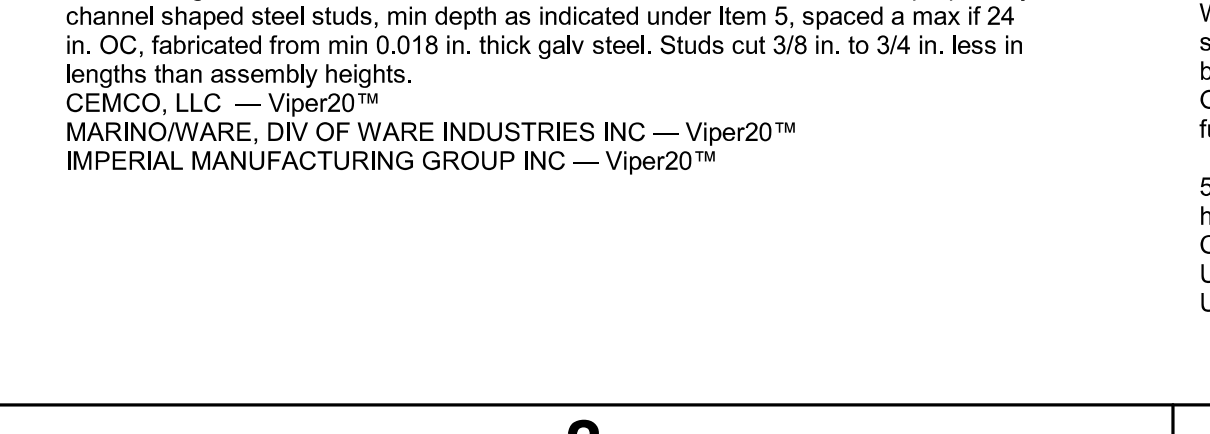 channel shaped steel studs, min depth as indicated under Item 5, spaced a max if 24
in. OC, fabricated from min 0.018 in. thick galv steel. Studs cut 3/8 in. to 3/4 in. less in
lengths than assembly heights.
CEMCO, LLC — Viper20™
MARINO/WARE, DIV OF WARE INDUSTRIES INC — Viper20™
IMPERIAL MANUFACTURING GROUP INC — Viper20™